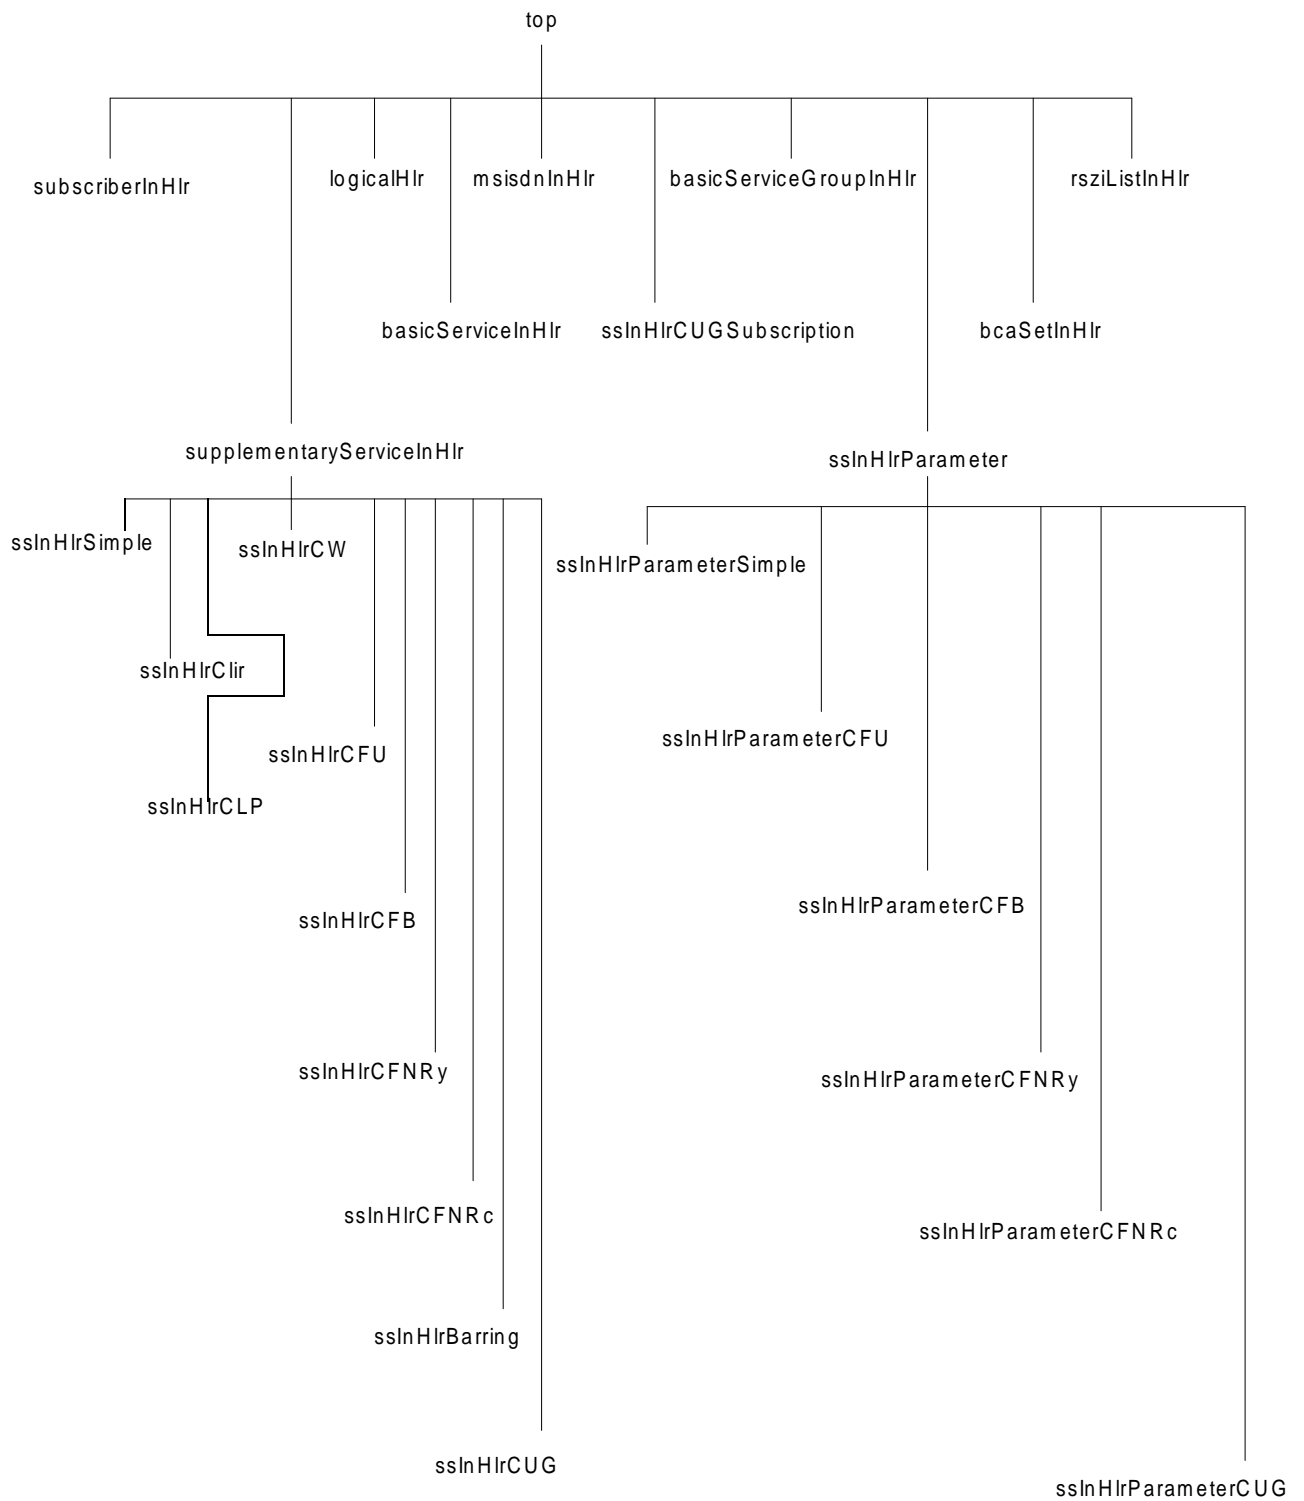 top
subscriberInHlr
logicalHlr
msisdnInHlr
basicServiceGroupInHlr
rsziListInHlr
basicServiceInHlr
ssInHlrCUGSubscription
bcaSetInHlr
supplementaryServiceInHlr
ssInHlrParameter
ssInHlrSimple
ssInHlrCW
ssInHlrParameterSimple
ssInHlrClir
ssInHlrCFU
ssInHlrParameterCFU
ssInHlrCLP
ssInHlrCFB
ssInHlrParameterCFB
ssInHlrCFNRy
ssInHlrParameterCFNRy
ssInHlrCFNRc
ssInHlrParameterCFNRc
ssInHlrBarring
ssInHlrCUG
ssInHlrParameterCUG